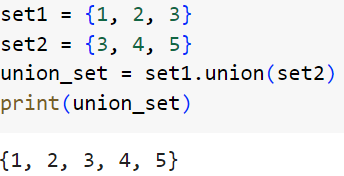 set1 = {1, 2, 3}
set2 = {3, 4, 5}
union_set = set1.union(set2)
print(union_set)
{1, 2, 3, 4, 5}